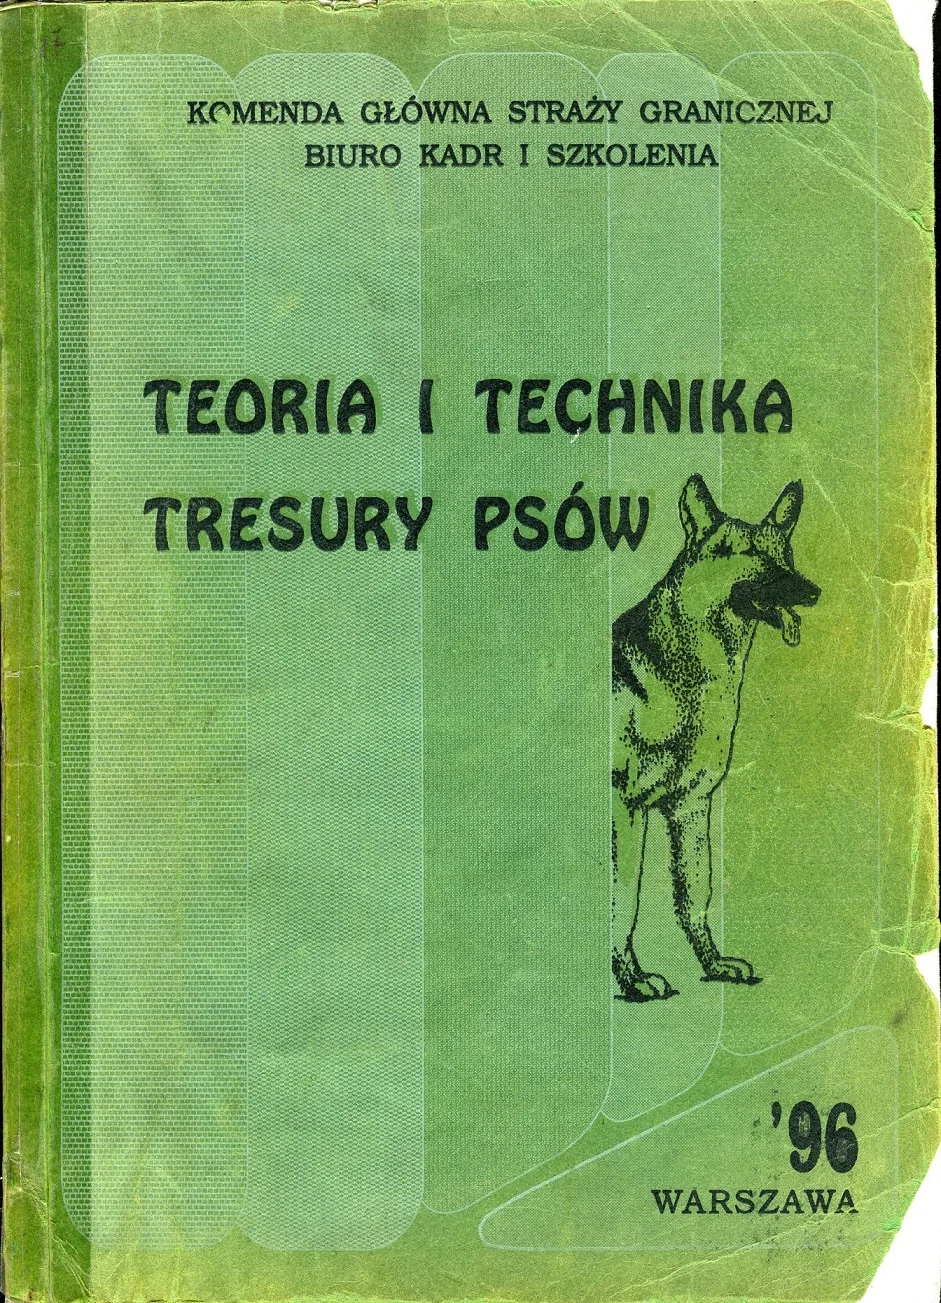 KOMENDA GŁÓWNA STRAŻY GRANICZNEJ
BIURO KADR I SZKOLENIA
TEORIA I TECHNIKA
TRESURY PSÓW
'96
WARSZAWA